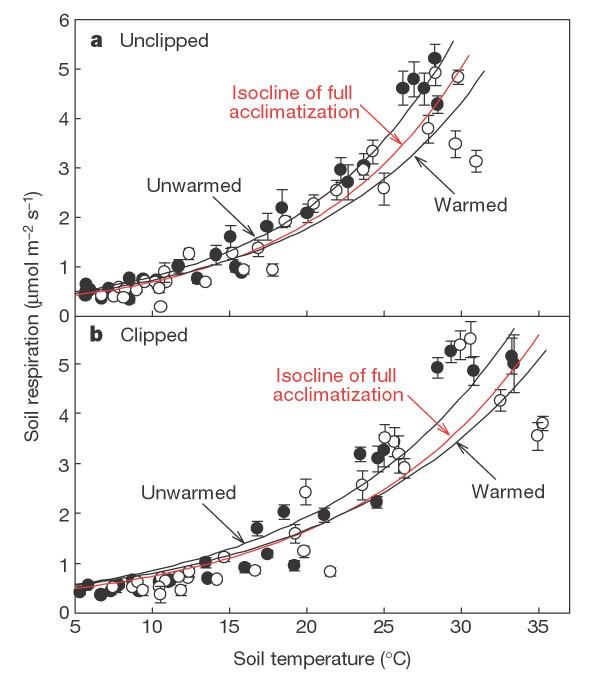 6
a Unclipped
5
Isocline of full
acclimatization
4
3
Unwarmed
Warmed
2
1
0
Soil respiration (μmol m⁻² s⁻¹)
b Clipped
5
Isocline of full
acclimatization
4
3
Unwarmed
Warmed
2
1
0
5 10 15 20 25 30 35
Soil temperature (°C)